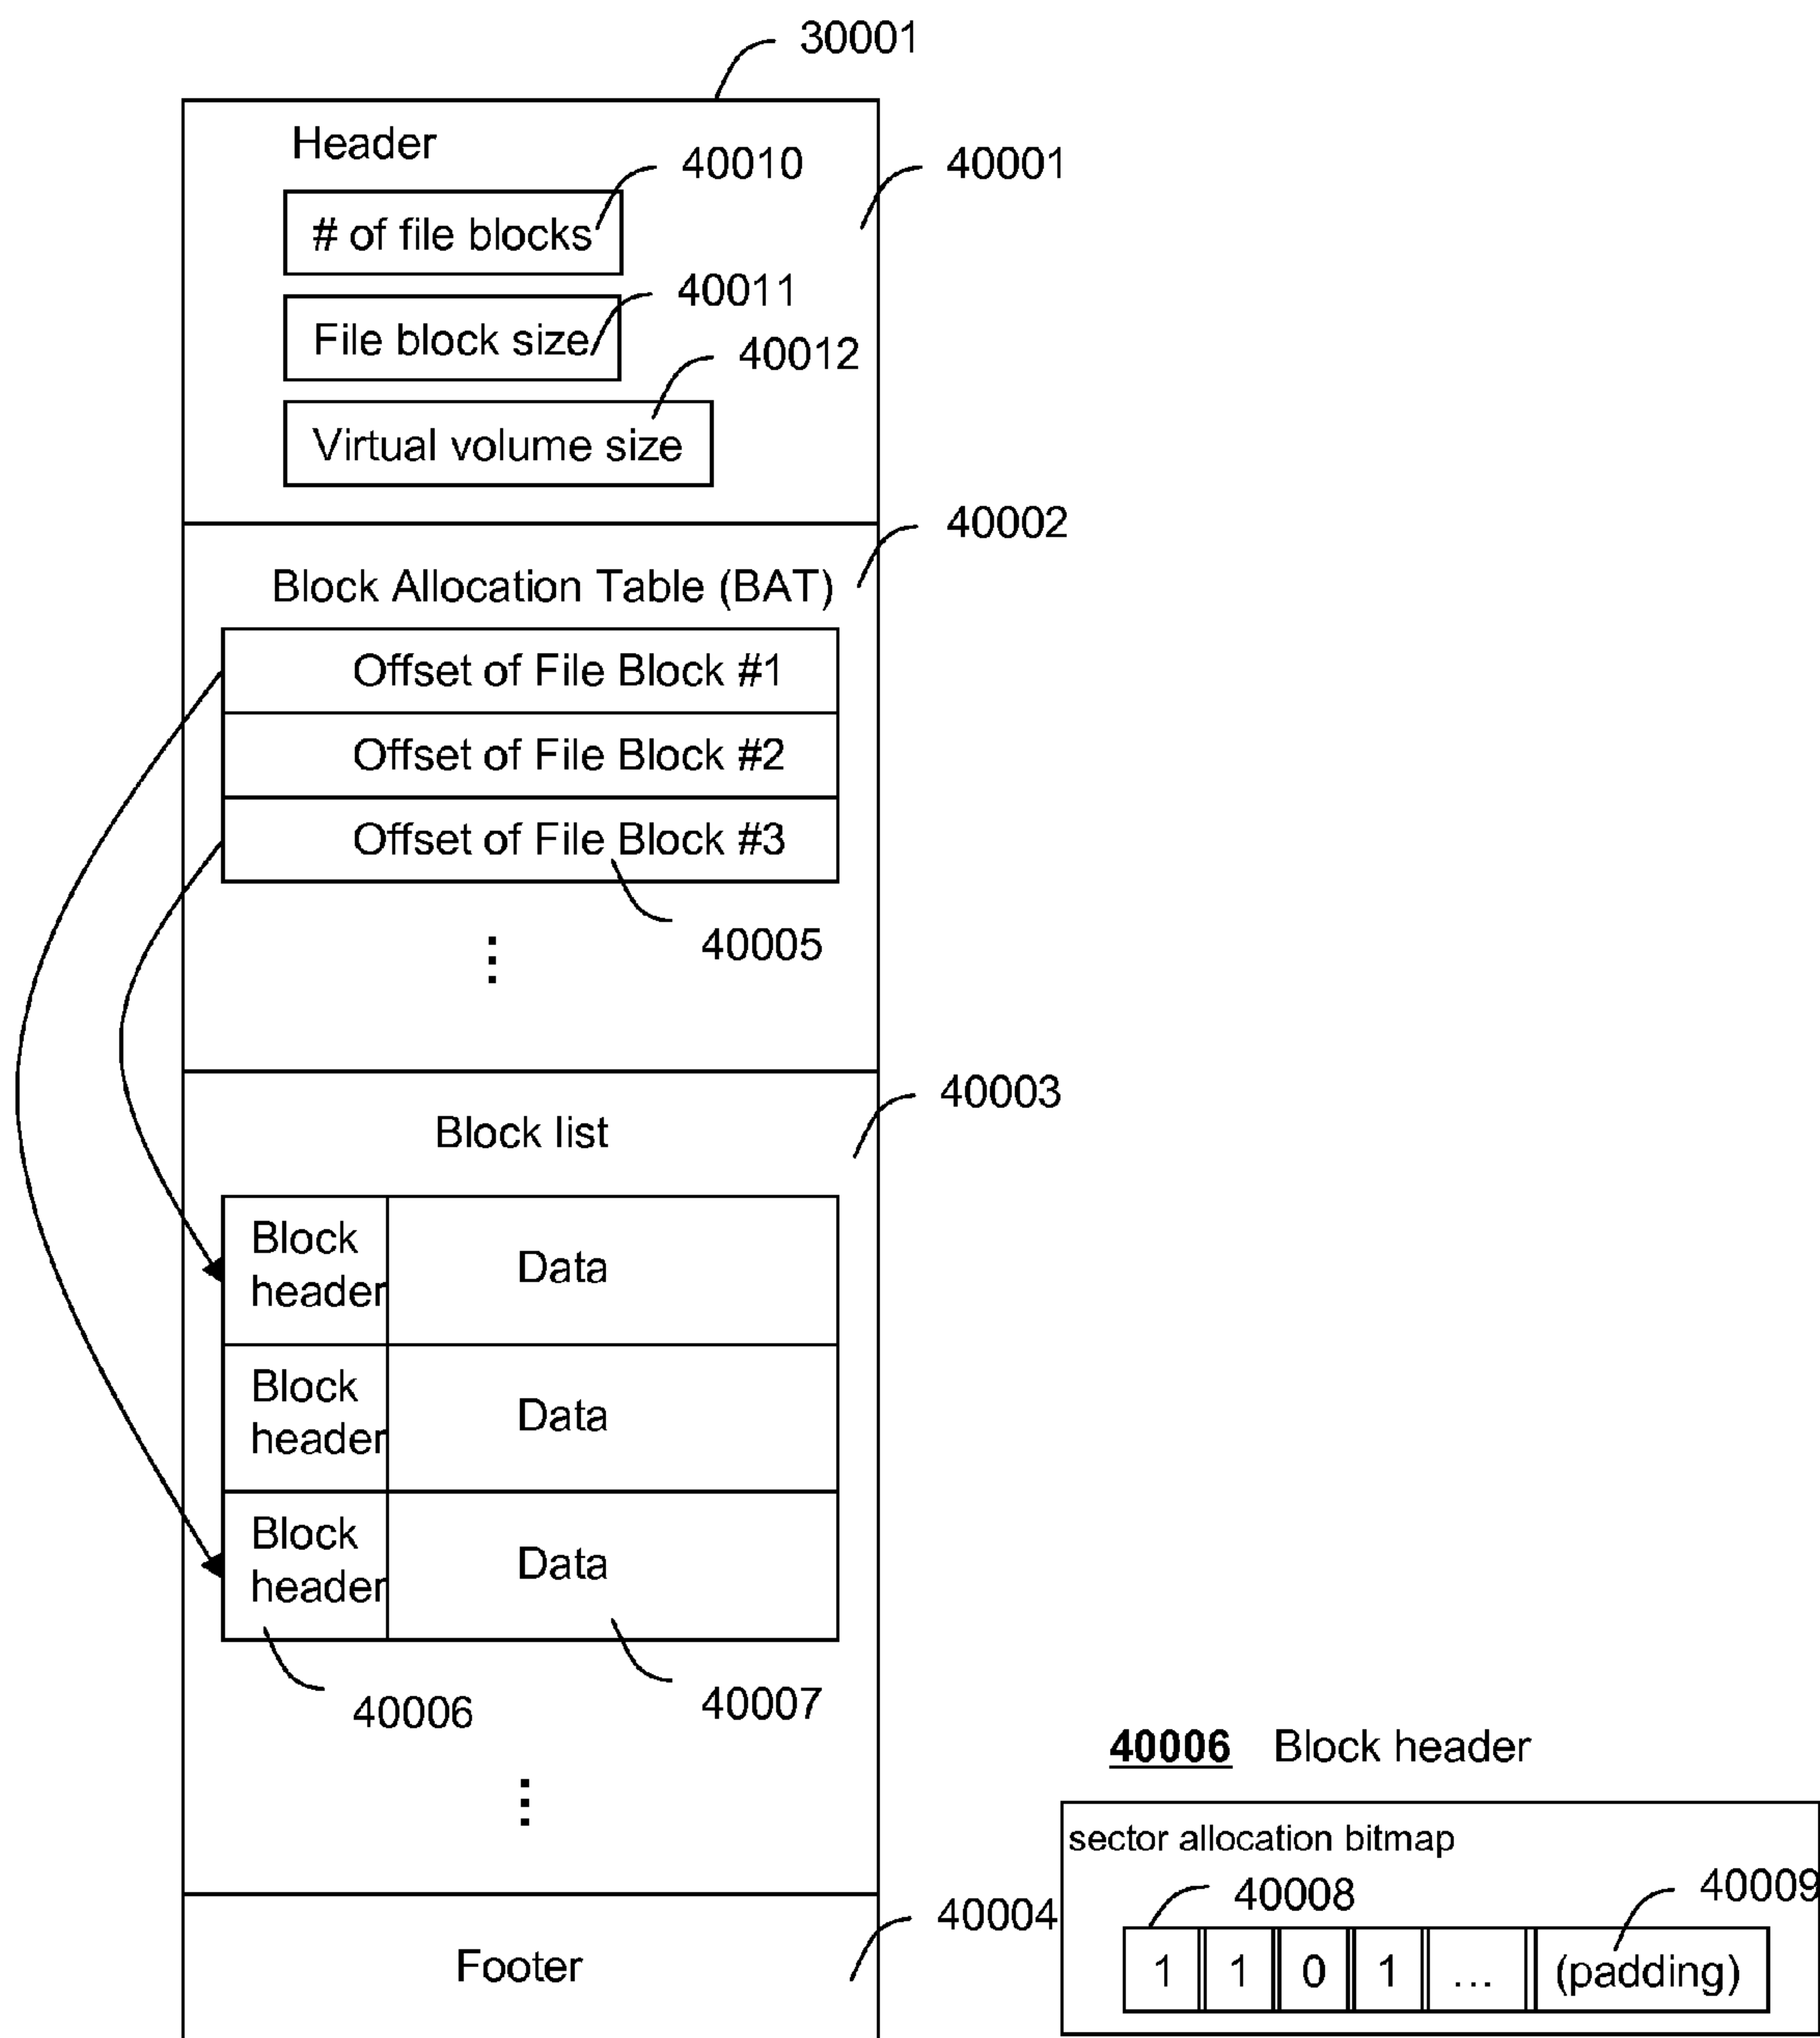 30001
Header
40010
40001
# of file blocks
40011
File block size
40012
Virtual volume size
40002
Block Allocation Table (BAT)
Offset of File Block #1
Offset of File Block #2
Offset of File Block #3
40005
⋮
40003
Block list
Block
header
Data
Block
header
Data
Block
header
Data
40006
40007
⋮
40004
Footer
40006 Block header
sector allocation bitmap
40008
40009
1 1 0 1 ... (padding)